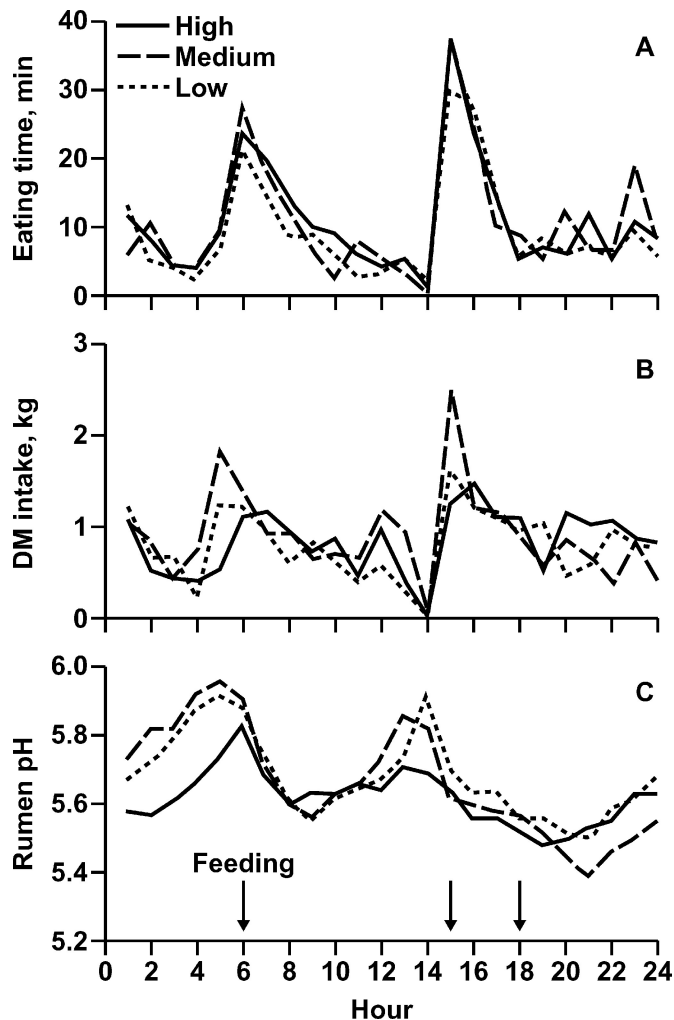 40
High
A
Medium
30
Low
20
10
0
Eating time, min
3
B
2
1
0
DM intake, kg
6.0
C
5.8
5.6
Feeding
5.4
5.2
Rumen pH
0 2 4 6 8 10 12 14 16 18 20 22 24
Hour